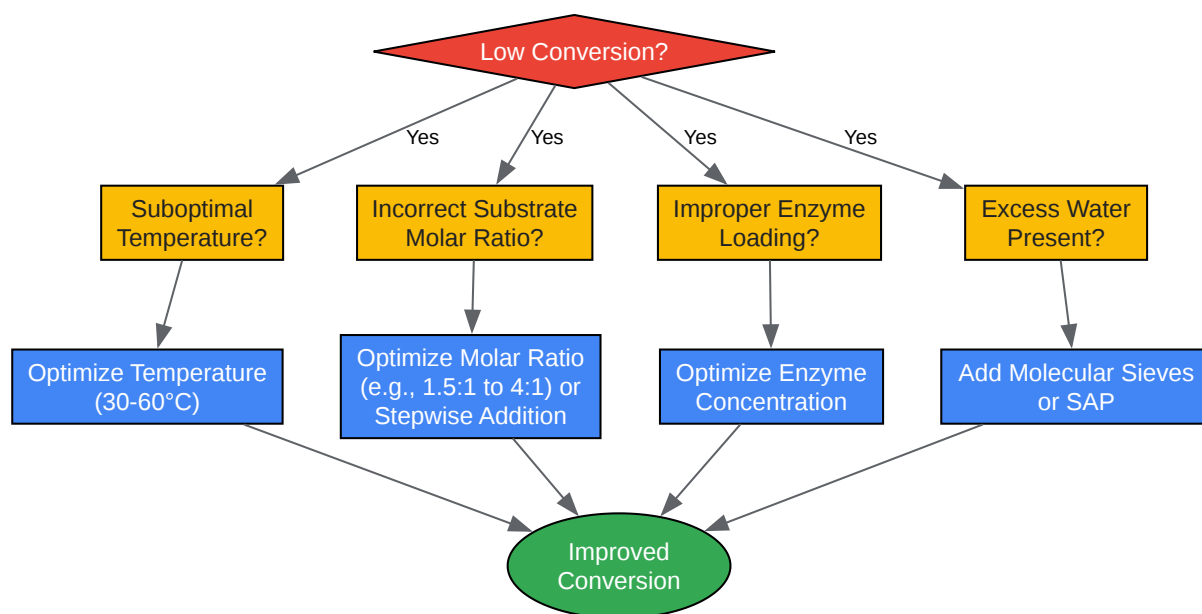 Low Conversion?
Yes
Yes
Yes
Yes
Suboptimal
Temperature?
Incorrect Substrate
Molar Ratio?
Improper Enzyme
Loading?
Excess Water
Present?
Optimize Temperature
(30-60°C)
Optimize Molar Ratio
(e.g., 1.5:1 to 4:1) or
Stepwise Addition
Optimize Enzyme
Concentration
Add Molecular Sieves
or SAP
Improved
Conversion